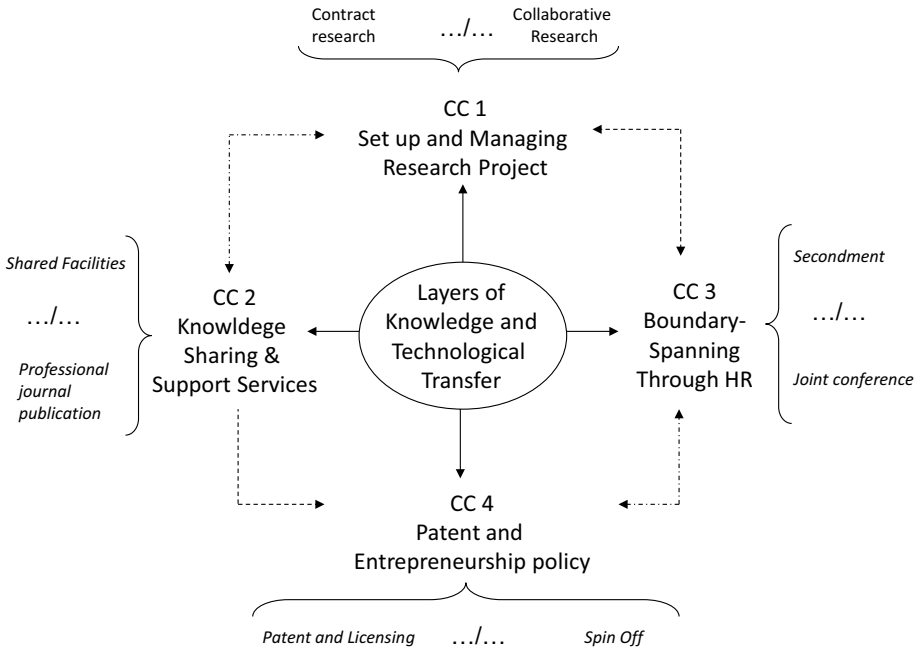 Contract
research
…/…
Collaborative
Research
CC 1
Set up and Managing
Research Project
Shared Facilities
…/…
Professional
journal
publication
CC 2
Knowldege
Sharing &
Support Services
Layers of
Knowledge and
Technological
Transfer
CC 3
Boundary-
Spanning
Through HR
Secondment
…/…
Joint conference
CC 4
Patent and
Entrepreneurship policy
Patent and Licensing
…/…
Spin Off